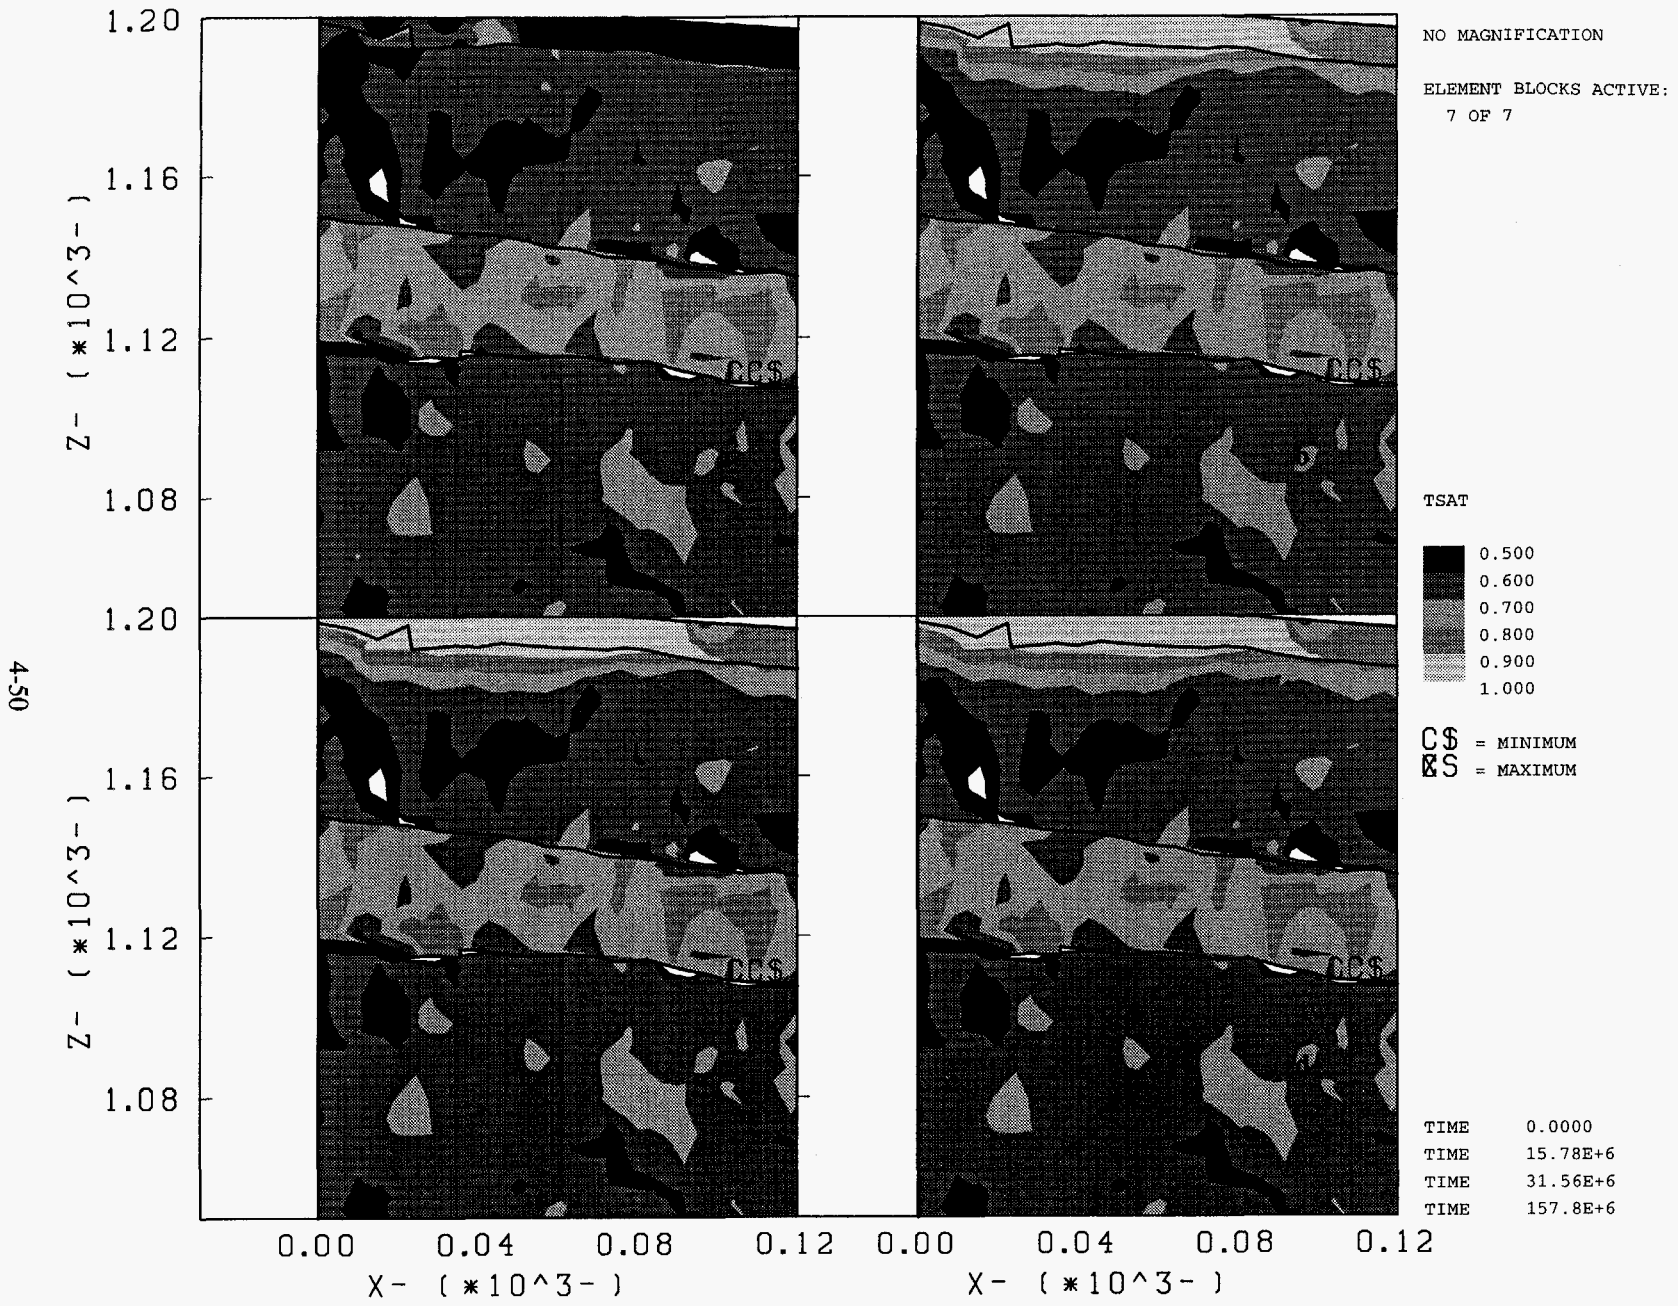 1.20
1.16
1.12
1.08
Z- (*10^3-)
CC$
CC$
NO MAGNIFICATION
ELEMENT BLOCKS ACTIVE:
7 OF 7
TSAT
0.500
0.600
0.700
0.800
0.900
1.000
C$ = MINIMUM
= MAXIMUM
4-50
1.20
1.16
1.12
1.08
Z- (*10^3-)
CC$
CC$
0.00 0.04 0.08 0.12 0.00 0.04 0.08 0.12
X- (*10^3-) X- (*10^3-)
TIME 0.0000
TIME 15.78E+6
TIME 31.56E+6
TIME 157.8E+6